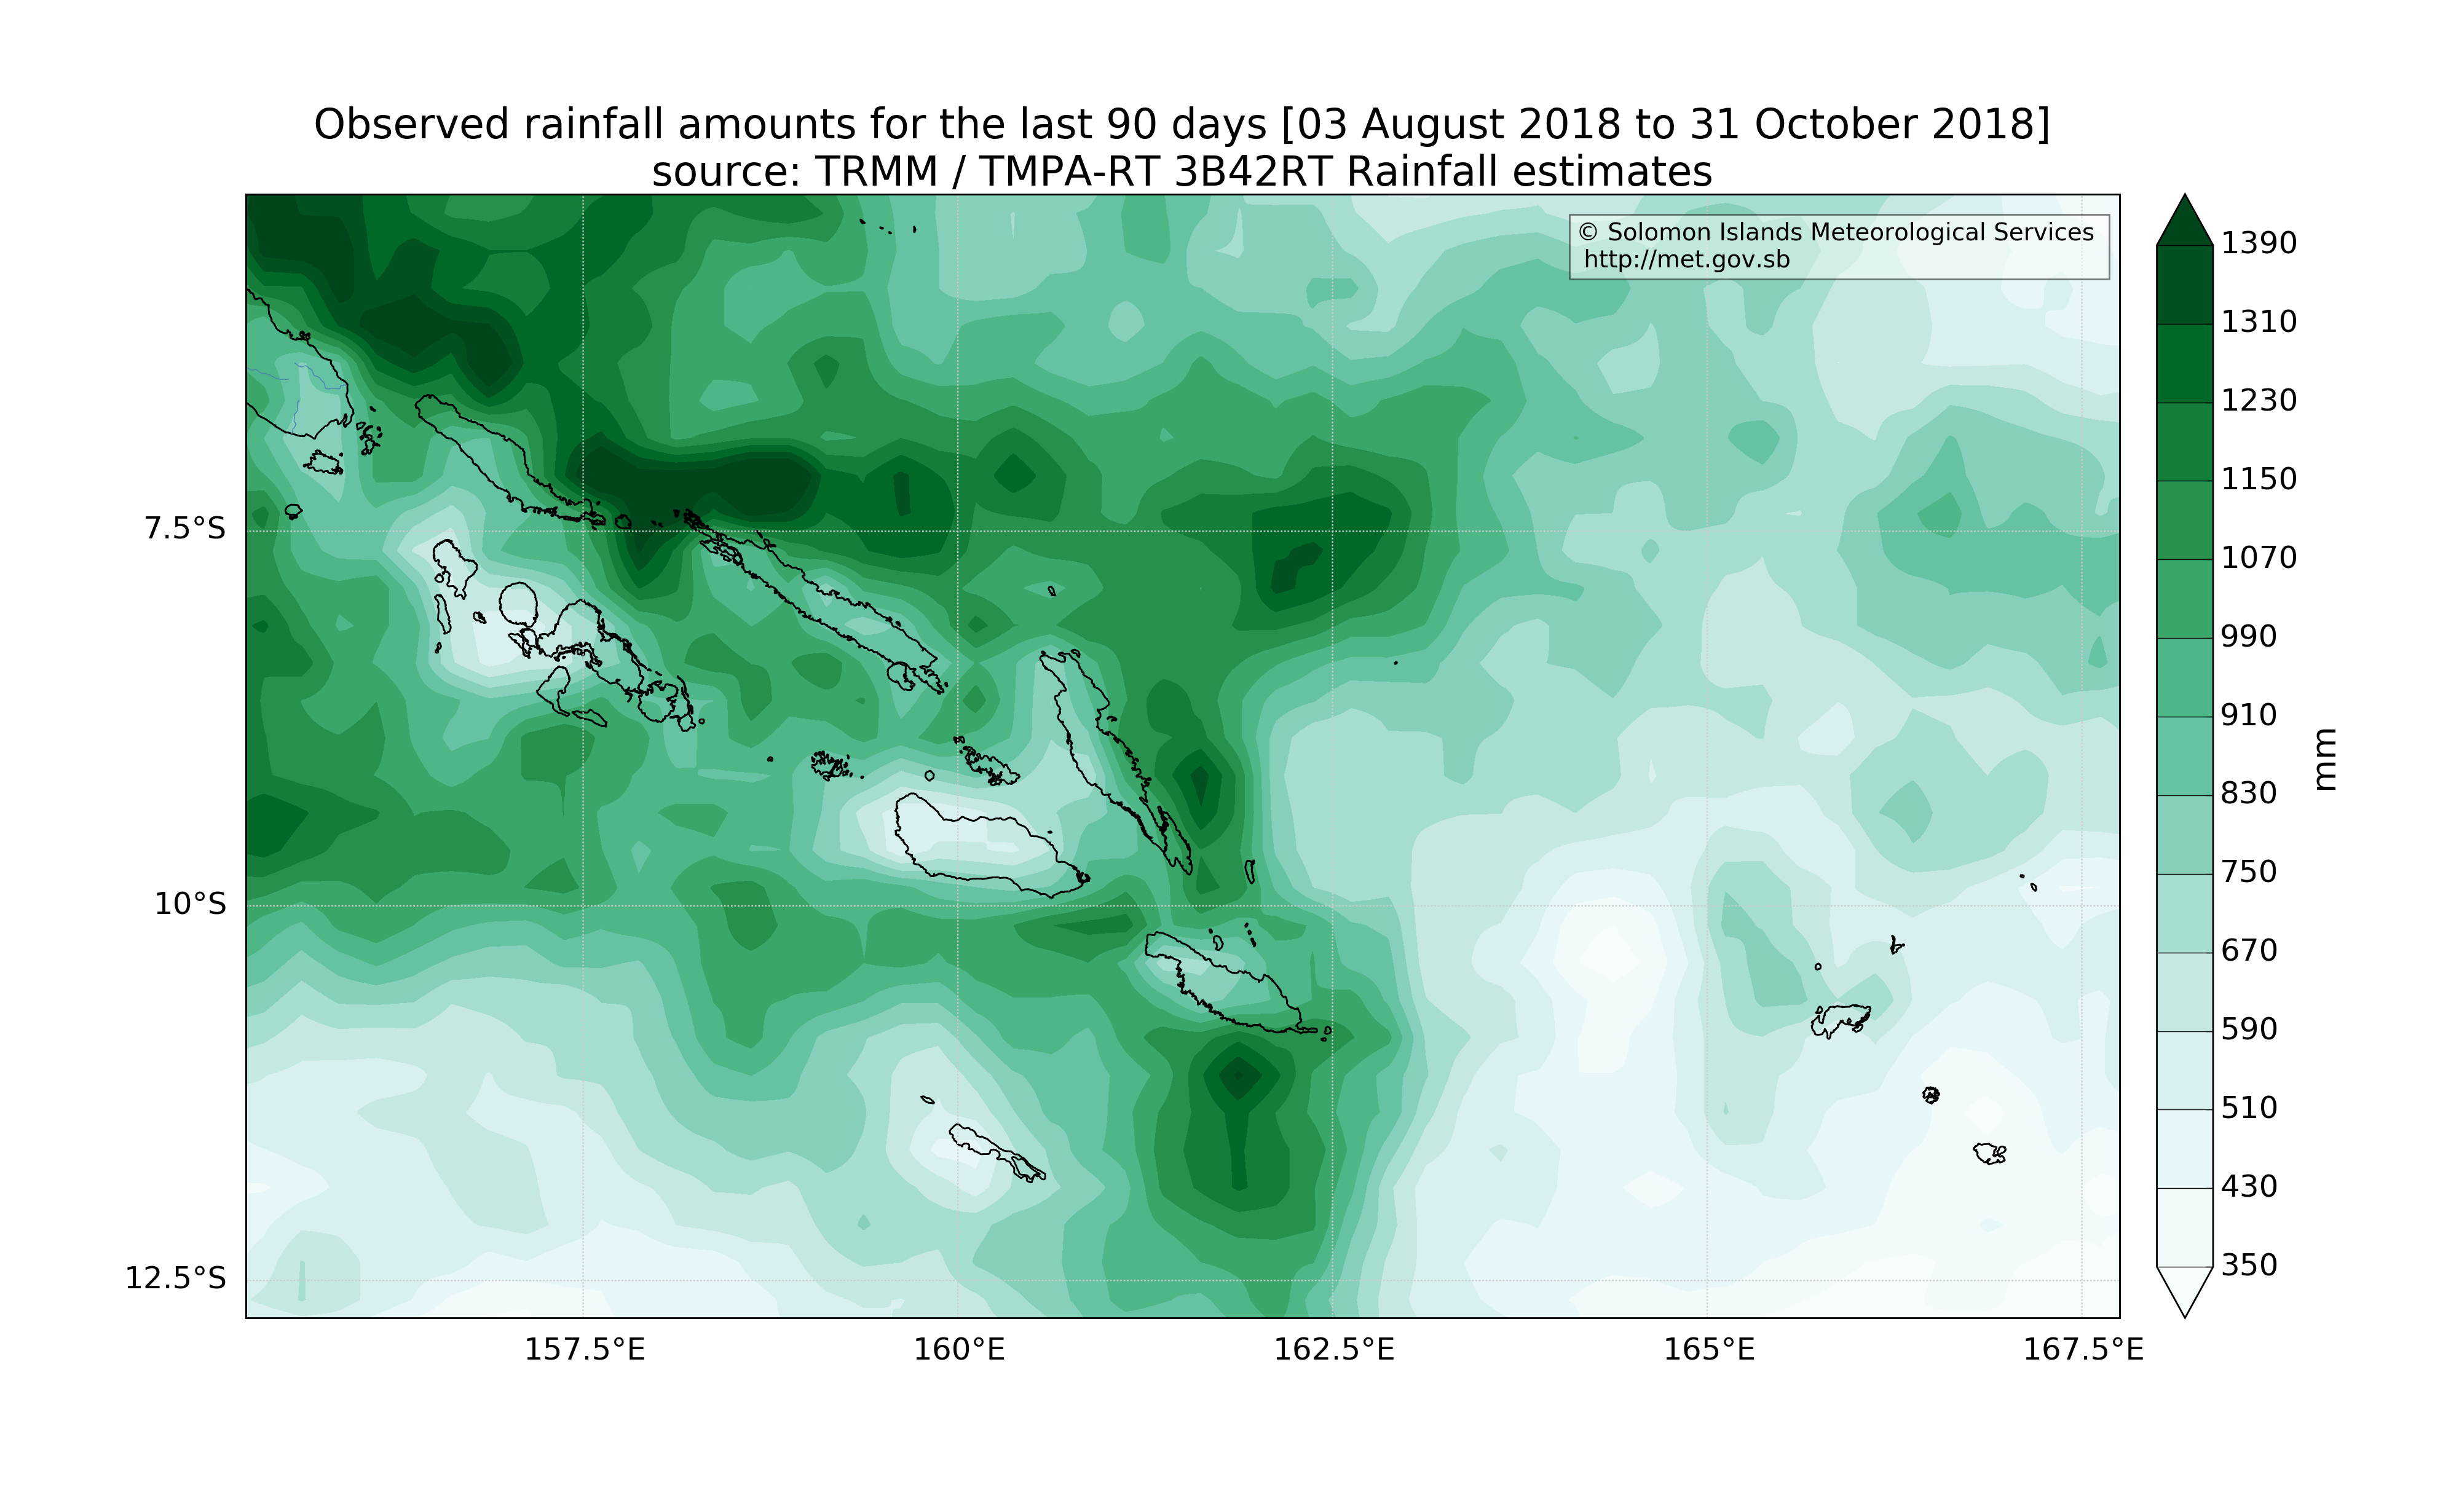 Observed rainfall amounts for the last 90 days [03 August 2018 to 31 October 2018]
source: TRMM / TMPA-RT 3B42RT Rainfall estimates
© Solomon Islands Meteorological Services
http://met.gov.sb
7.5°S
10°S
12.5°S
157.5°E
160°E
162.5°E
165°E
167.5°E
1390
1310
1230
1150
1070
990
910
830
750
670
590
510
430
350
mm